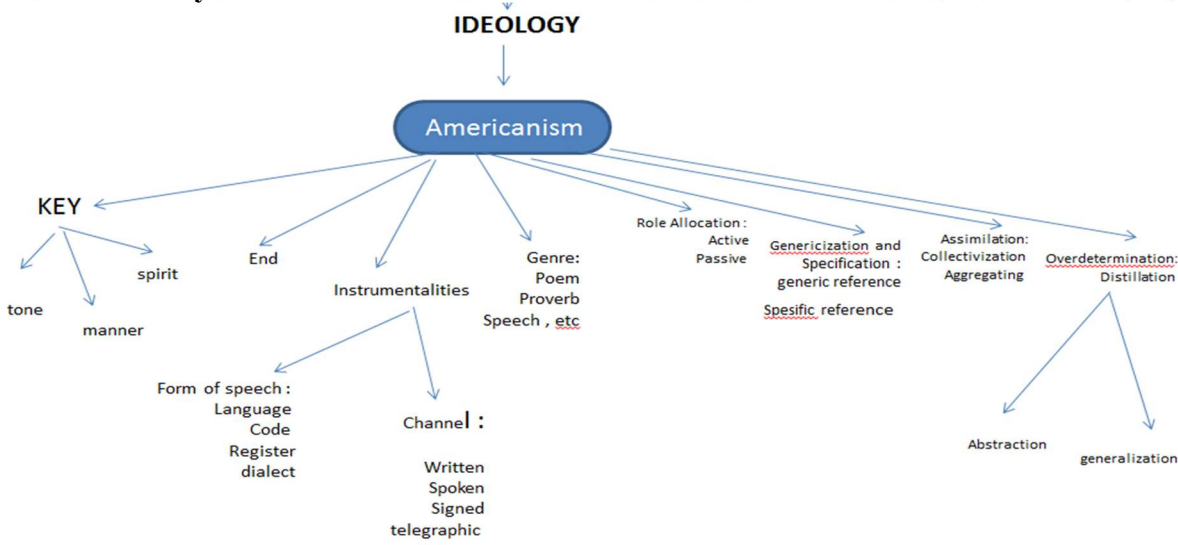 IDEOLOGY
Americanism
KEY
tone
manner
spirit
End
Instrumentalities
Form of speech :
Language
Code
Register
dialect
Channel :
Written
Spoken
Signed
telegraphic
Genre:
Poem
Proverb
Speech , etc
Role Allocation :
Active
Passive
Genericization and
Specification :
generic reference
Spesific reference
Assimilation:
Collectivization
Aggregating
Overdetermination:
Distillation
Abstraction
generalization